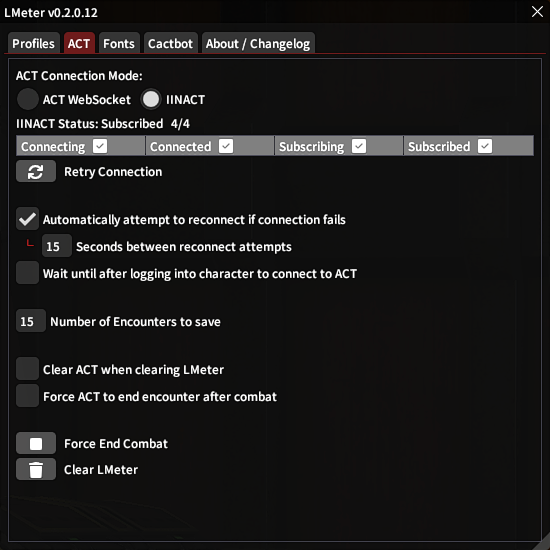 LMeter v0.2.0.12
Profiles ACT Fonts Cactbot About / Changelog
ACT Connection Mode:
ACT WebSocket IINACT
IINACT Status: Subscribed 4/4
Connecting Connected Subscribing Subscribed
Retry Connection
Automatically attempt to reconnect if connection fails
15 Seconds between reconnect attempts
Wait until after logging into character to connect to ACT
15 Number of Encounters to save
Clear ACT when clearing LMeter
Force ACT to end encounter after combat
Force End Combat
Clear LMeter